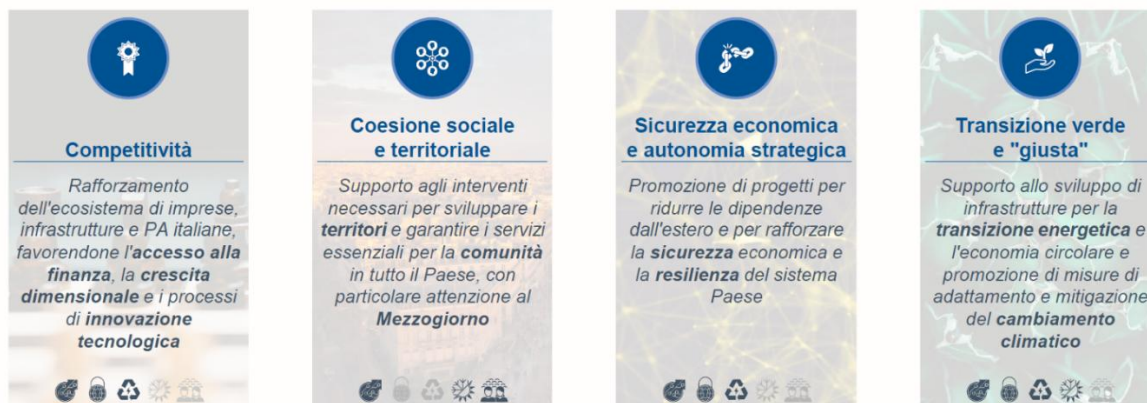 Competitività
Rafforzamento
dell'ecosistema di imprese,
infrastrutture e PA italiane,
favorendone l'accesso alla
finanza, la crescita
dimensionale e i processi
di innovazione
tecnologica
Coesione sociale
e territoriale
Supporto agli interventi
necessari per sviluppare i
territori e garantire i servizi
essenziali per la comunità
in tutto il Paese, con
particolare attenzione al
Mezzogiorno
Sicurezza economica
e autonomia strategica
Promozione di progetti per
ridurre le dipendenze
dall'estero e per rafforzare
la sicurezza economica e
la resilienza del sistema
Paese
Transizione verde
e "giusta"
Supporto allo sviluppo di
infrastrutture per la
transizione energetica e
l'economia circolare e
promozione di misure di
adattamento e mitigazione
del cambiamento
climatico